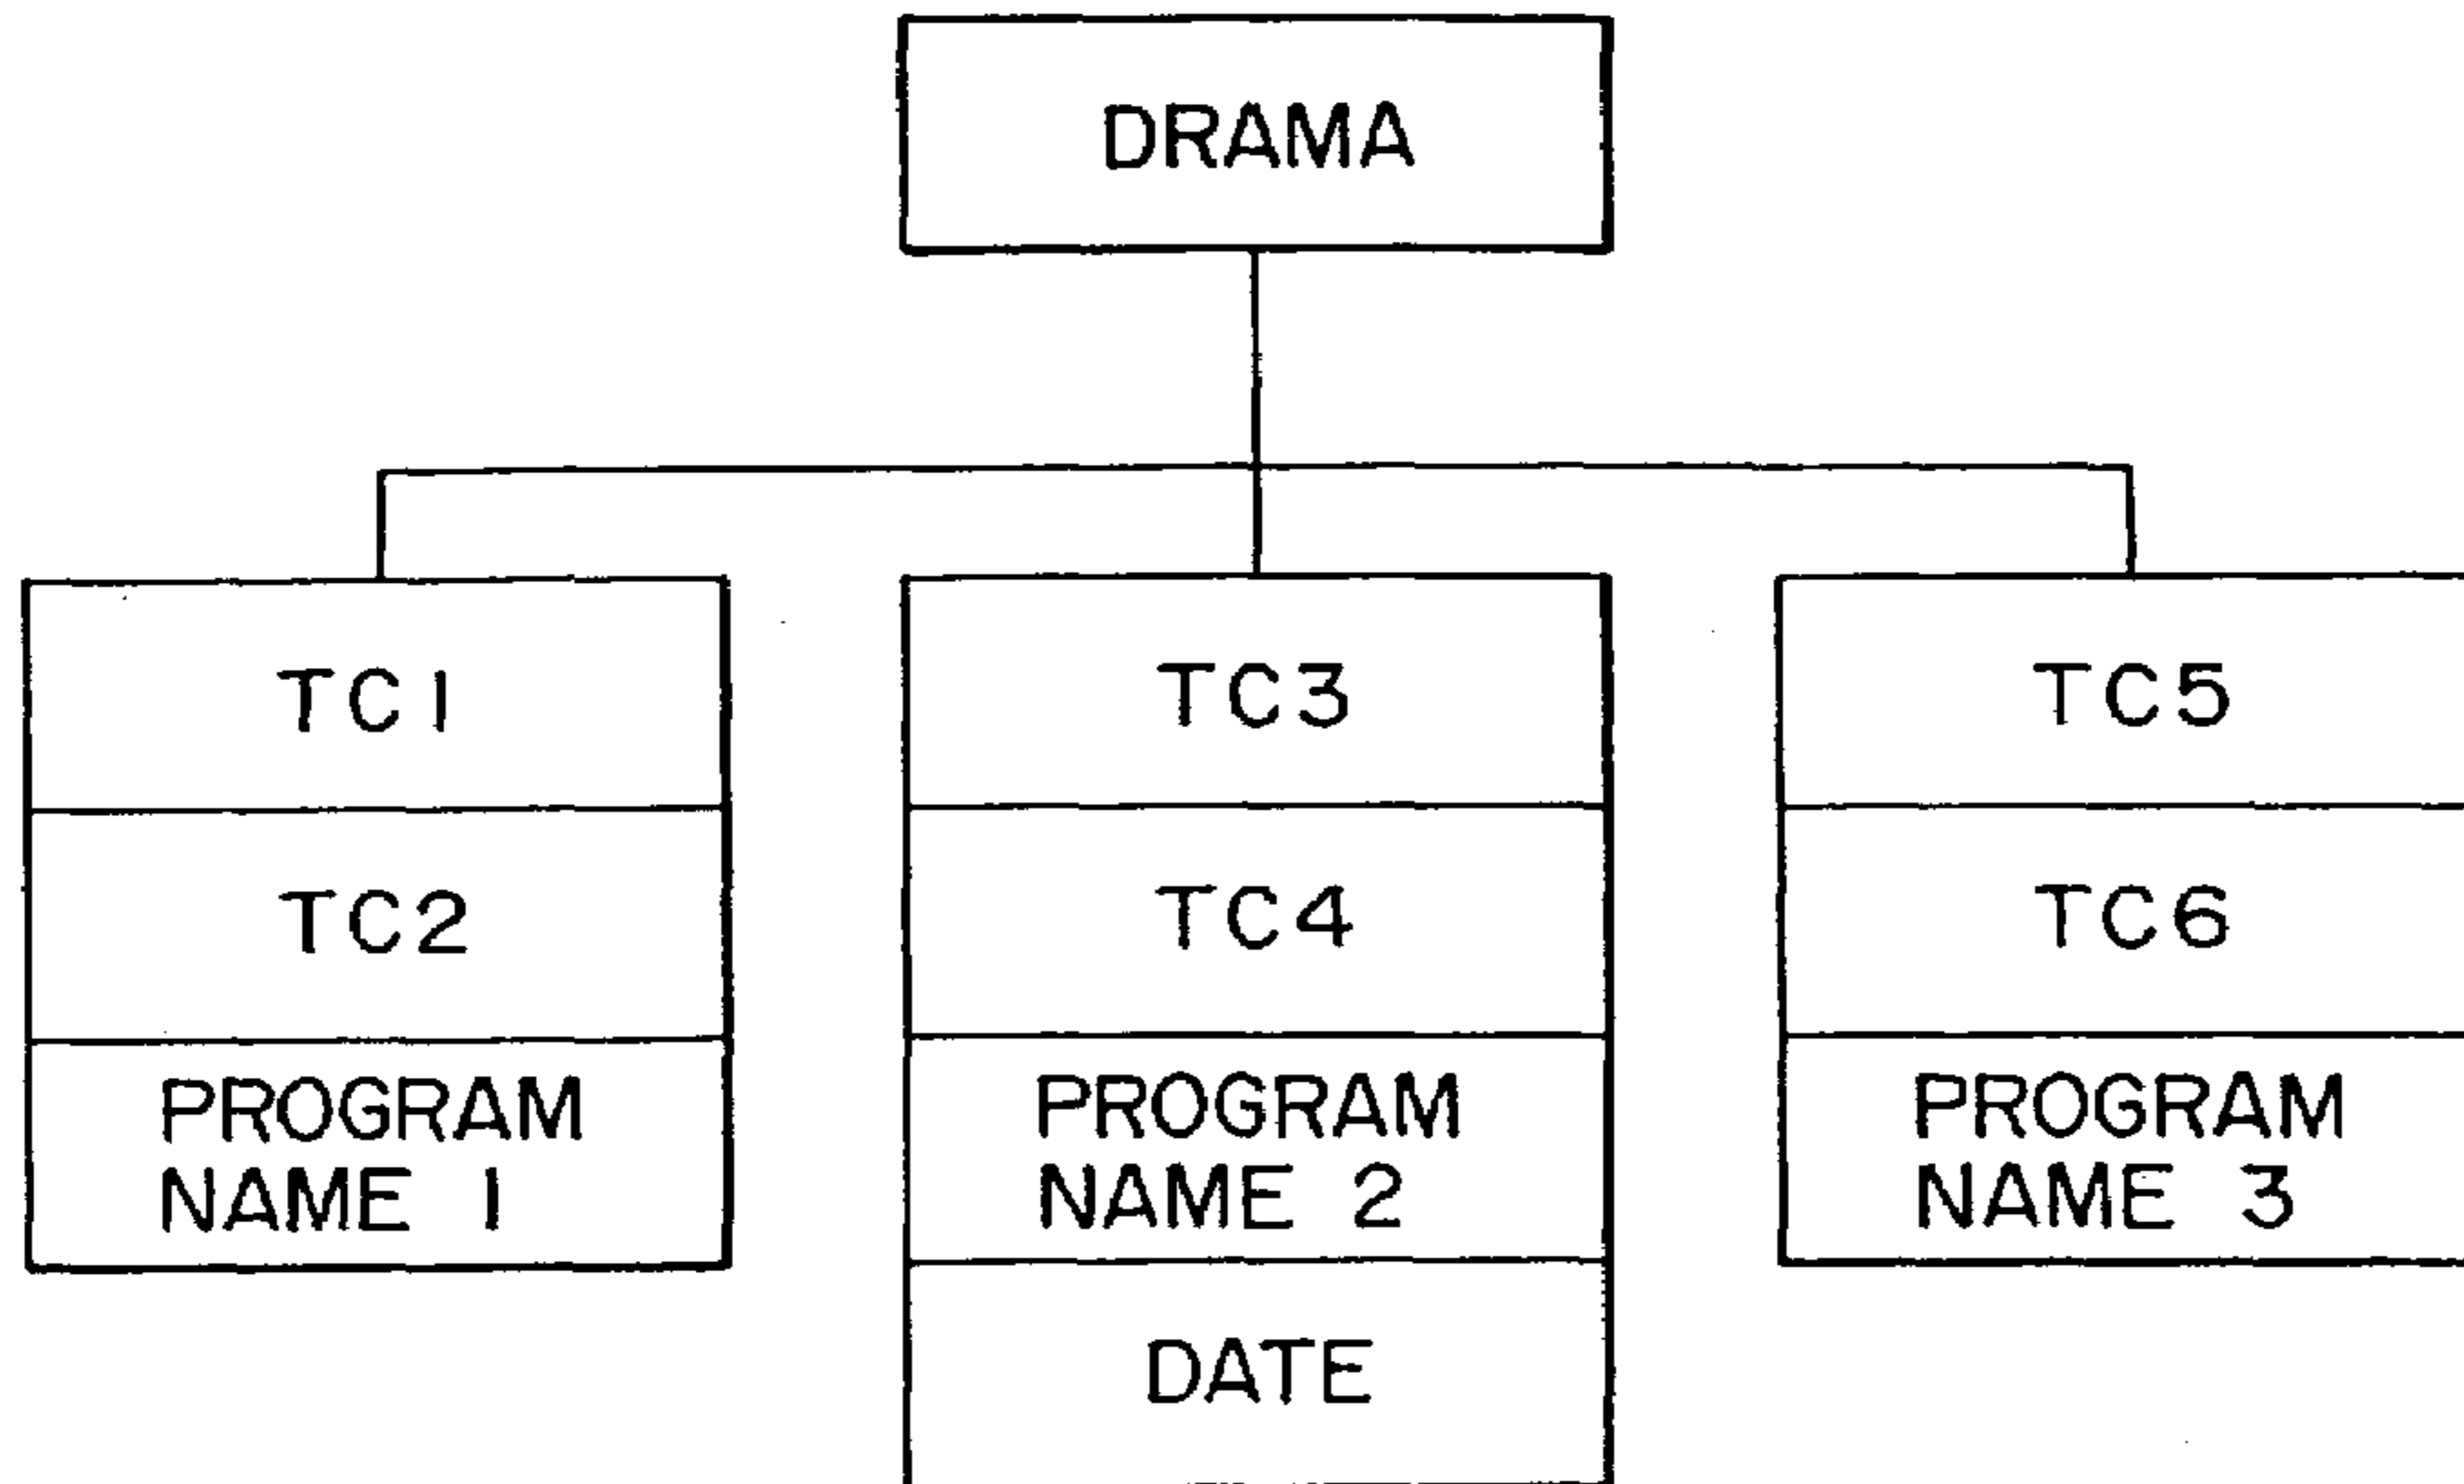 DRAMA
TC1
TC2
PROGRAM
NAME 1
TC3
TC4
PROGRAM
NAME 2
DATE
TC5
TC6
PROGRAM
NAME 3